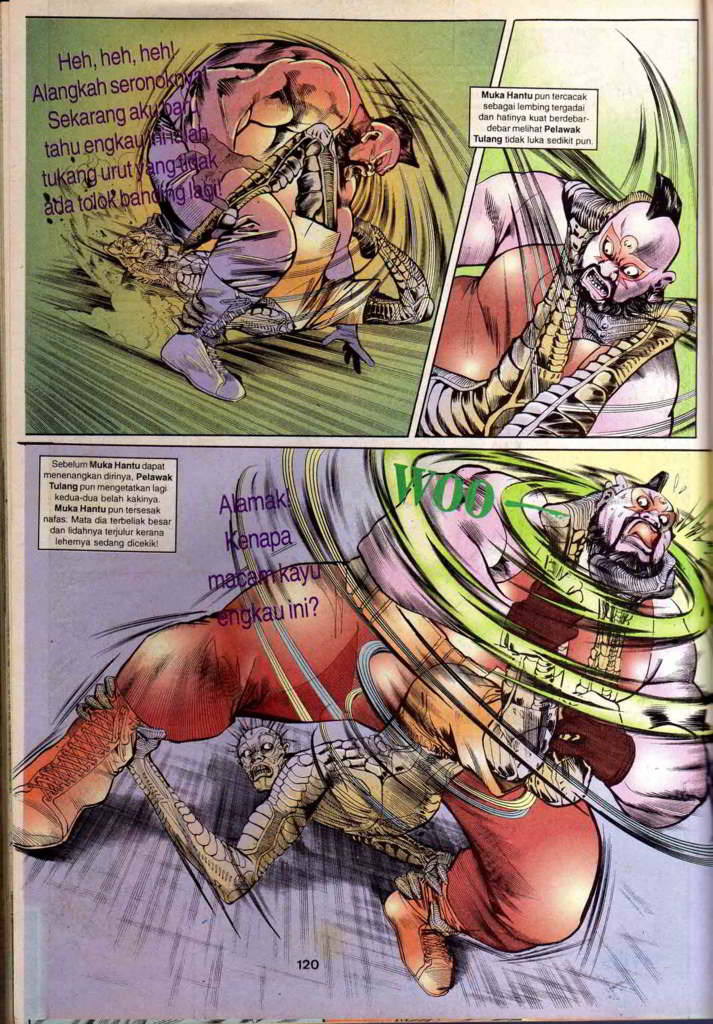 Heh, heh, heh!
Alangkah seronoknya!
Sekarang aku baru
tahu engkau inilah
tukang urut yang tidak
ada tolok banding lagi!
Muka Hantu pun tercacak
sebagai lembing tergadai
dan hatinya kuat berdebar-
debar melihat Pelawak
Tulang tidak luka sedikit pun.
Sebelum Muka Hantu dapat
menenangkan dirinya, Pelawak
Tulang pun mengetatkan lagi
kedua-dua belah kakinya.
Muka Hantu pun tersesak
nafas. Mata dia terbeliak besar
dan lidahnya terjulur kerana
lehernya sedang dicekik!
Alamak!
Kenapa
macam kayu
engkau ini?
WOO
120